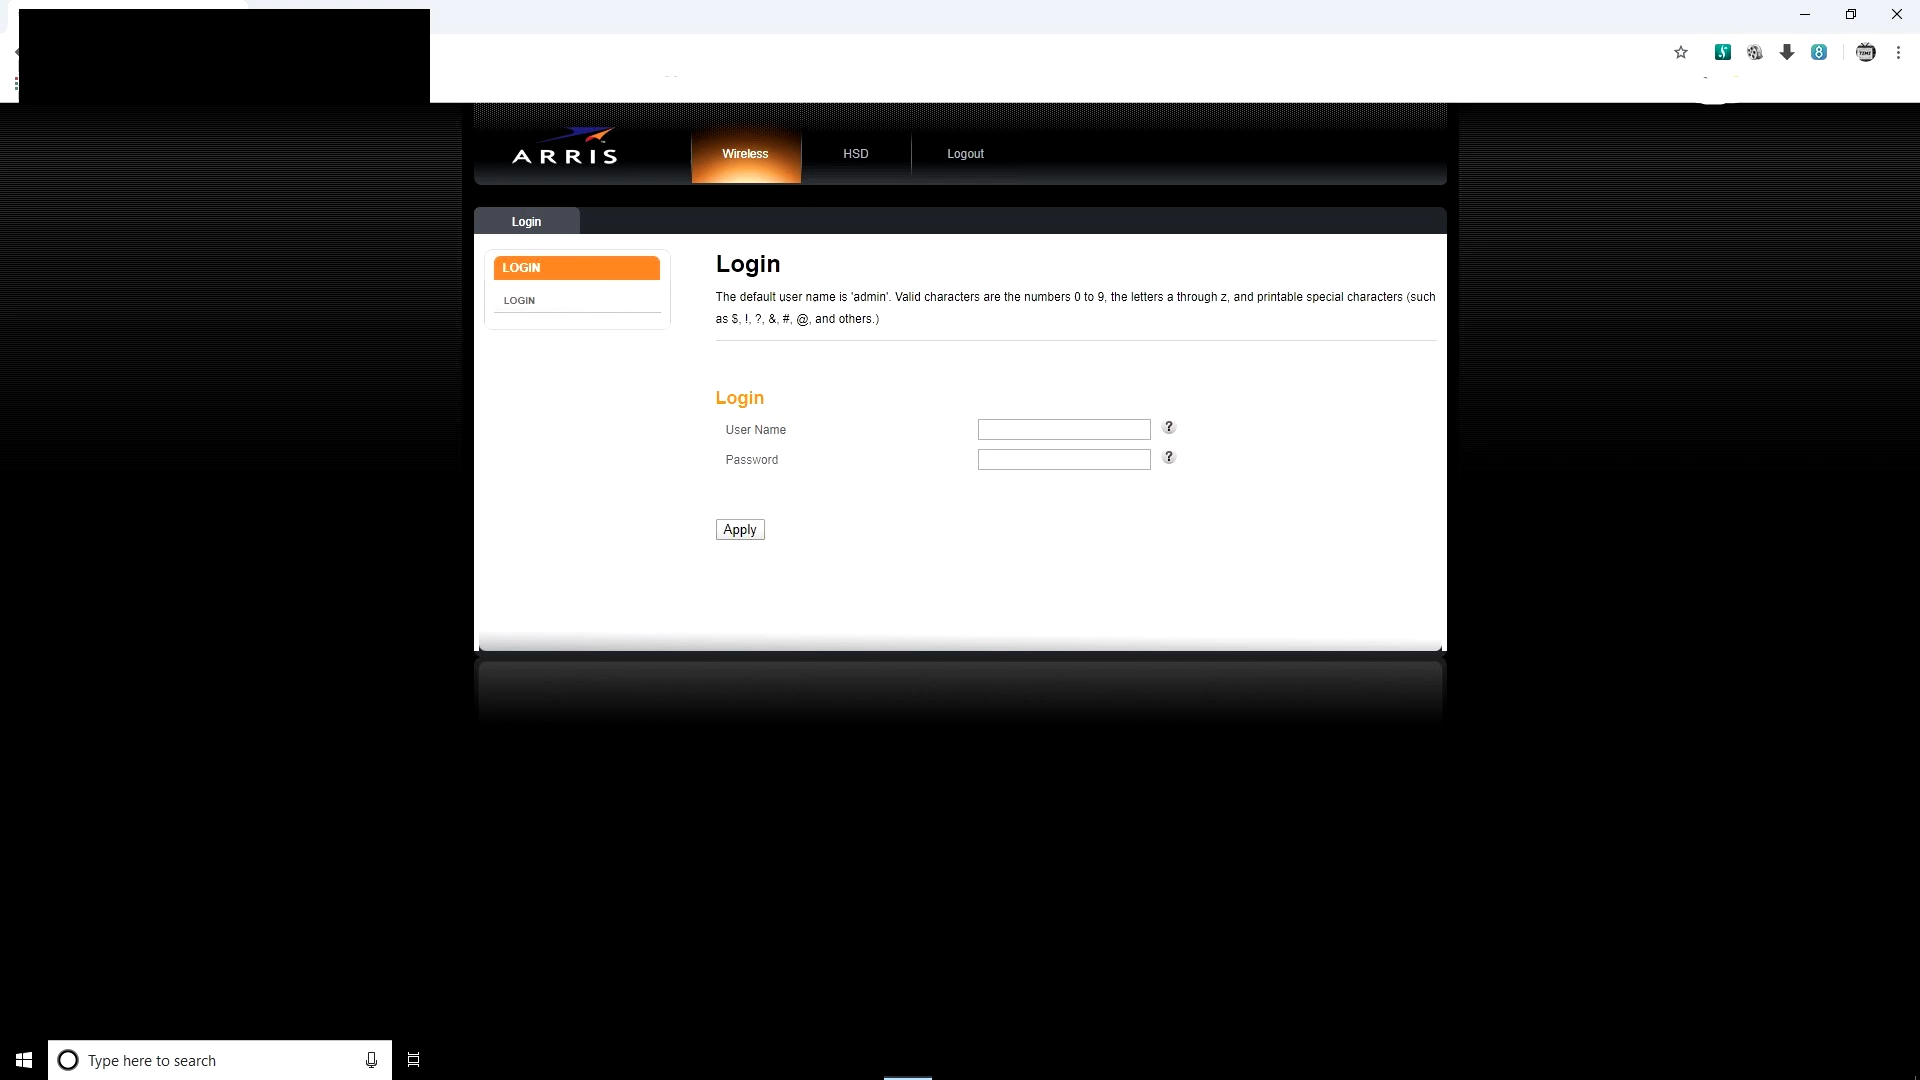 ARRIS
Wireless
HSD
Logout
Login
LOGIN
LOGIN
Login
The default user name is 'admin'. Valid characters are the numbers 0 to 9, the letters a through z, and printable special characters (such
as $, !, ?, &, #, @, and others.)
Login
User Name
?
Password
?
Apply
Type here to search